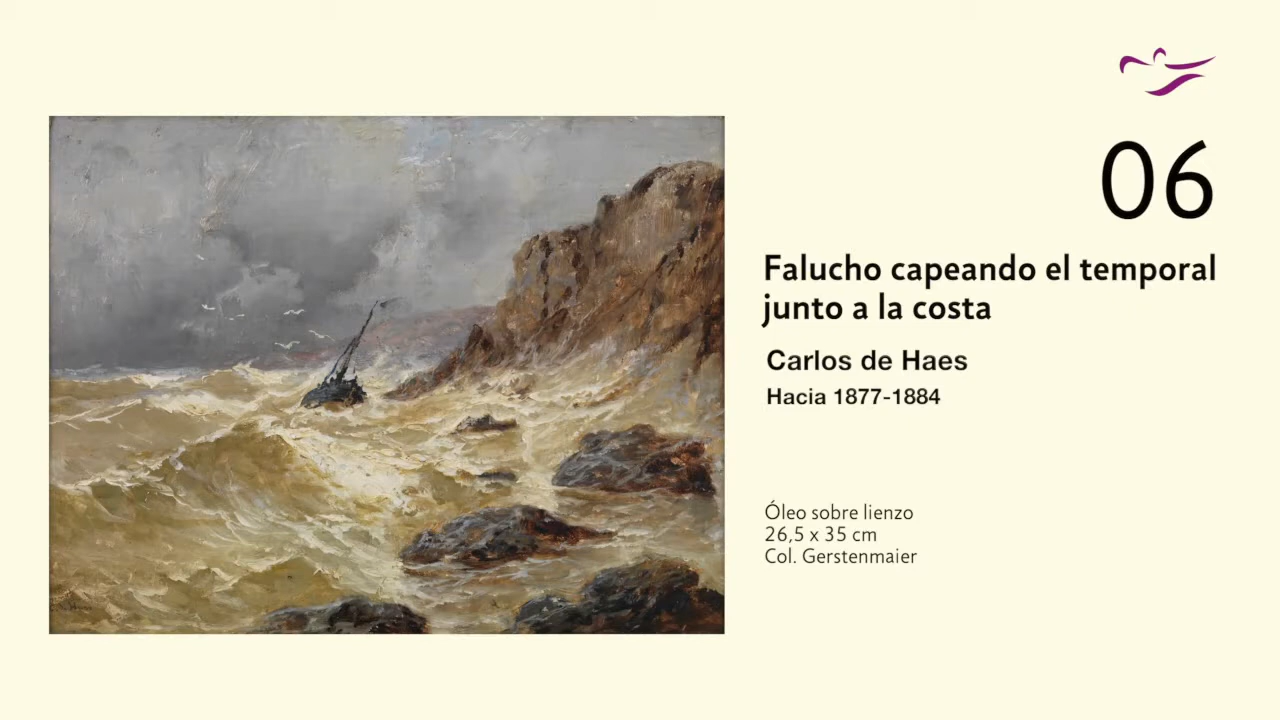 06
Falucho capeando el temporal
junto a la costa
Carlos de Haes
Hacia 1877-1884
Óleo sobre lienzo
26,5 x 35 cm
Col. Gerstenmaier